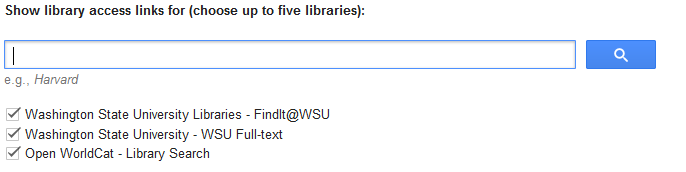 Show library access links for (choose up to five libraries):
e.g., Harvard
Washington State University Libraries - FindIt@WSU
Washington State University - WSU Full-text
Open WorldCat - Library Search